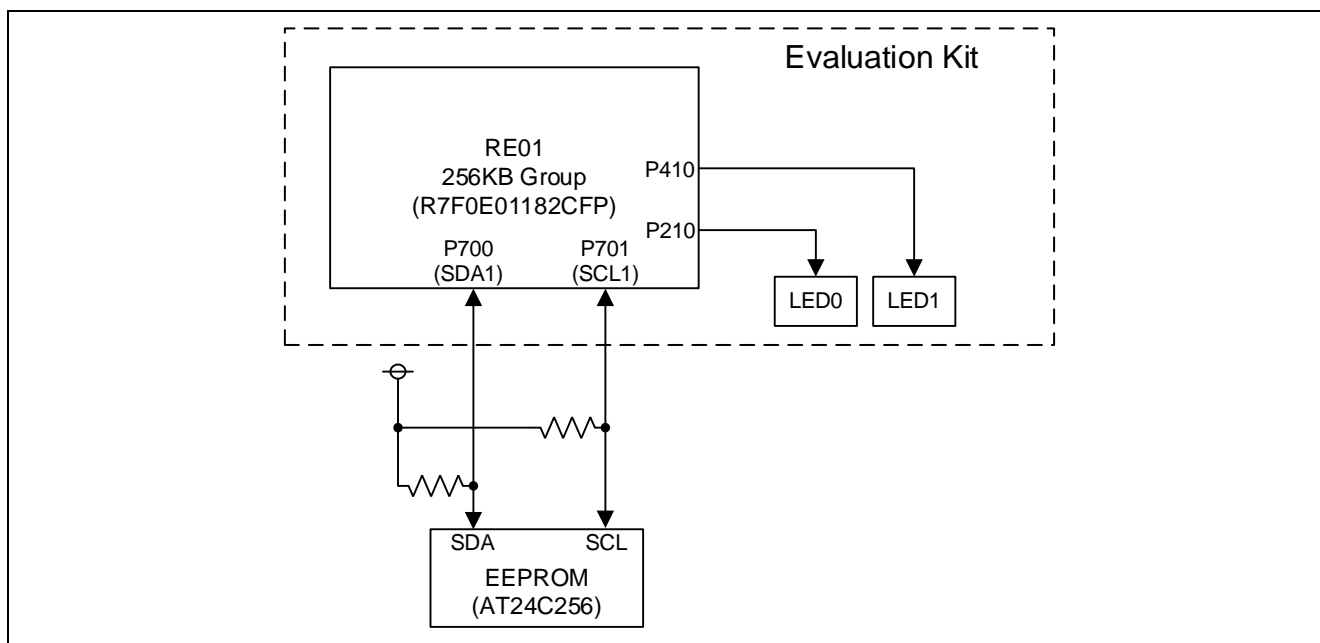 Evaluation Kit
RE01
256KB Group
(R7F0E01182CFP)
P410
P210
P700
(SDA1)
P701
(SCL1)
LED0
LED1
SDA
SCL
EEPROM
(AT24C256)